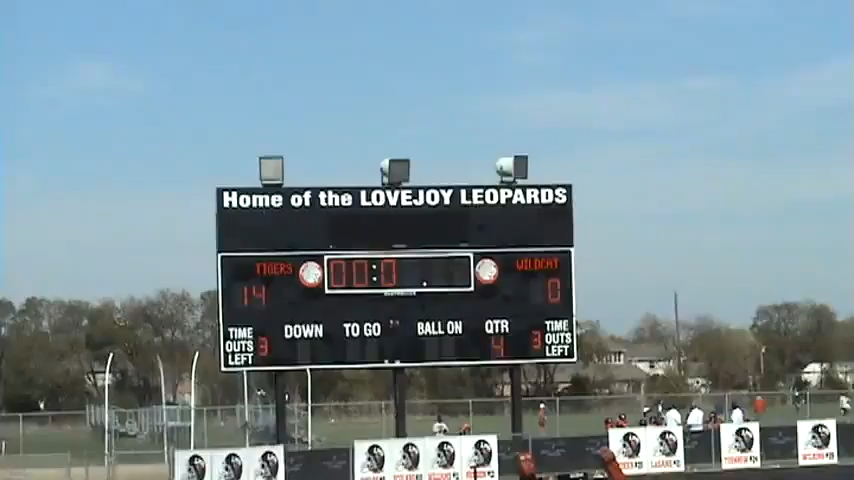 Home of the LOVEJOY LEOPARDS
TIGERS 00:0 WILDCAT
14 0
DOWN TO GO BALL ON QTR
TIME OUTS LEFT 3 4 3 TIME OUTS LEFT